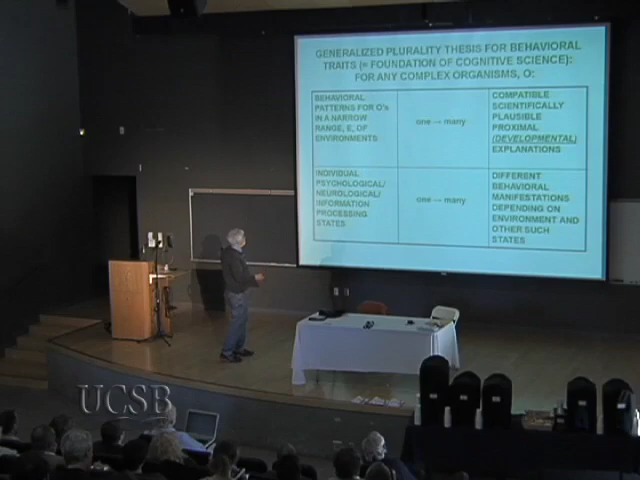 GENERALIZED PLURALITY THESIS FOR BEHAVIORAL
TRAITS (= FOUNDATION OF COGNITIVE SCIENCE):
FOR ANY COMPLEX ORGANISMS, O:
BEHAVIORAL
PATTERNS FOR O's
IN A NARROW
RANGE, E, OF
ENVIRONMENTS
one → many
COMPATIBLE
SCIENTIFICALLY
PLAUSIBLE
PROXIMAL
(DEVELOPMENTAL)
EXPLANATIONS
INDIVIDUAL
PSYCHOLOGICAL/
NEUROLOGICAL/
INFORMATION
PROCESSING
STATES
one → many
DIFFERENT
BEHAVIORAL
MANIFESTATIONS
DEPENDING ON
ENVIRONMENT AND
OTHER SUCH
STATES
UCSB